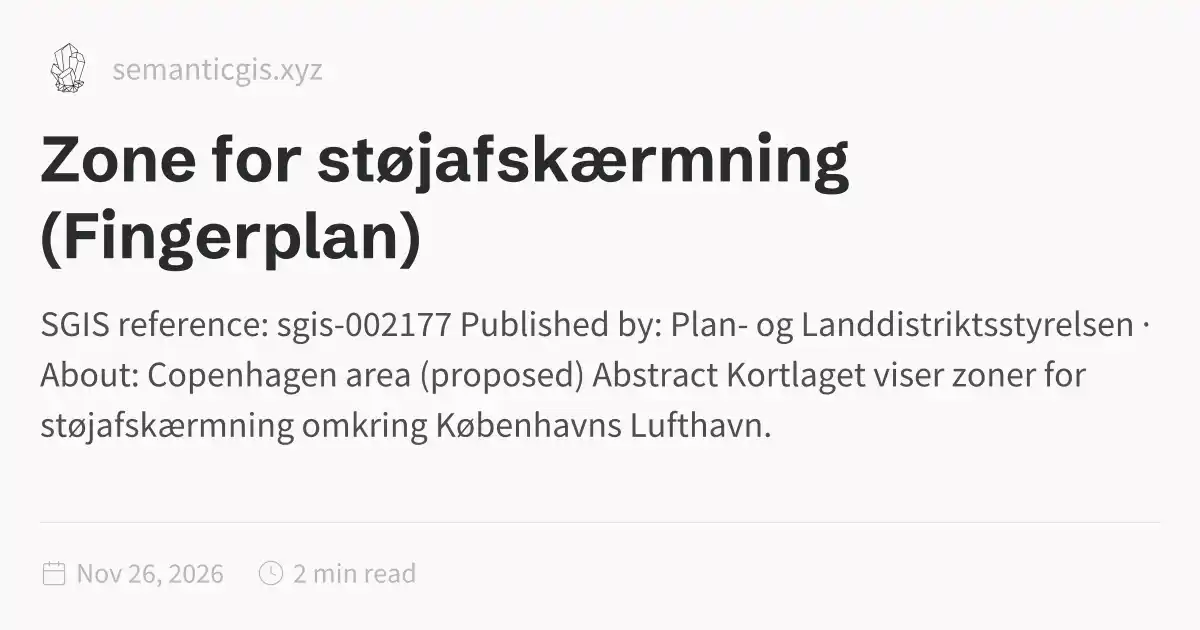 semanticgis.xyz
Zone for støjafskærmning
(Fingerplan)
SGIS reference: sgis-002177 Published by: Plan- og Landdistriktsstyrelsen ·
About: Copenhagen area (proposed) Abstract Kortlaget viser zoner for
støjafskærmning omkring Københavns Lufthavn.
Nov 26, 2026 2 min read